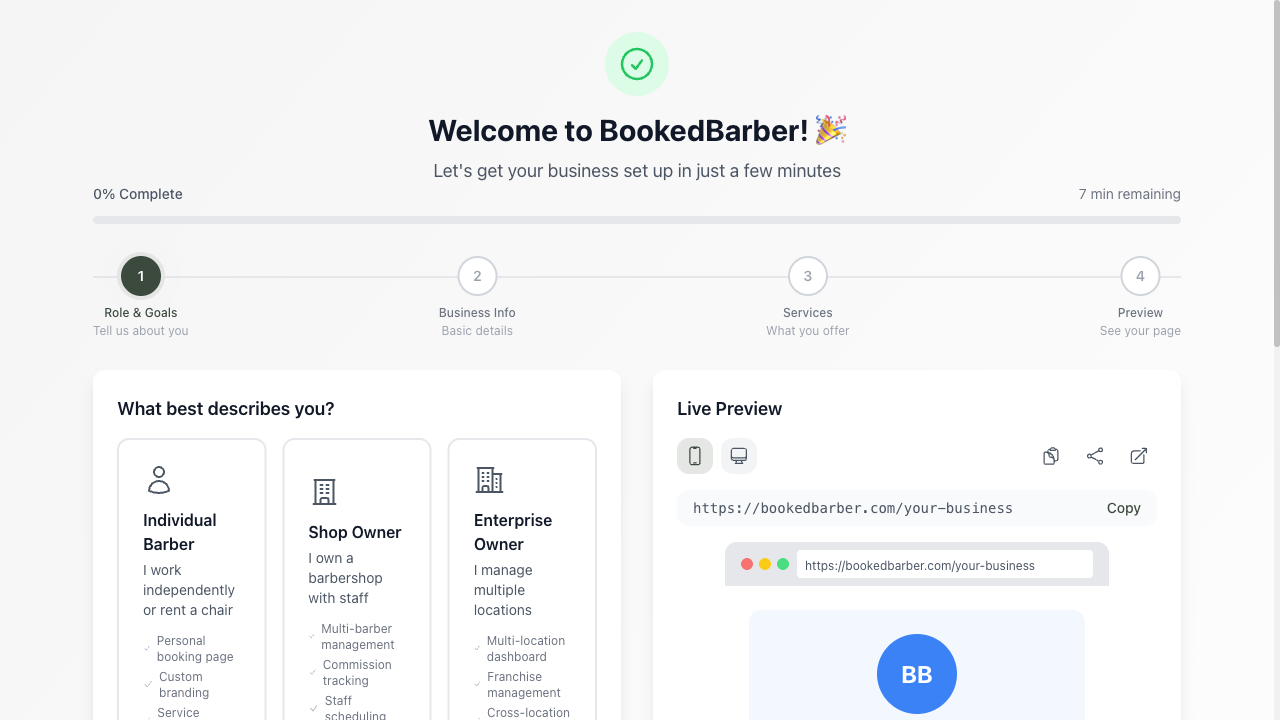 Welcome to BookedBarber! 🎉
Let's get your business set up in just a few minutes
0% Complete
7 min remaining
1
2
3
4
Role & Goals
Business Info
Services
Preview
Tell us about you
Basic details
What you offer
See your page
What best describes you?
Individual
Barber
I work
independently
or rent a chair
Personal
booking page
Custom
branding
Service
Shop Owner
I own a
barbershop
with staff
Multi-barber
management
Commission
tracking
Staff
scheduling
Enterprise
Owner
I manage
multiple
locations
Multi-location
dashboard
Franchise
management
Cross-location
Live Preview
https://bookedbarber.com/your-business
Copy
https://bookedbarber.com/your-business
BB